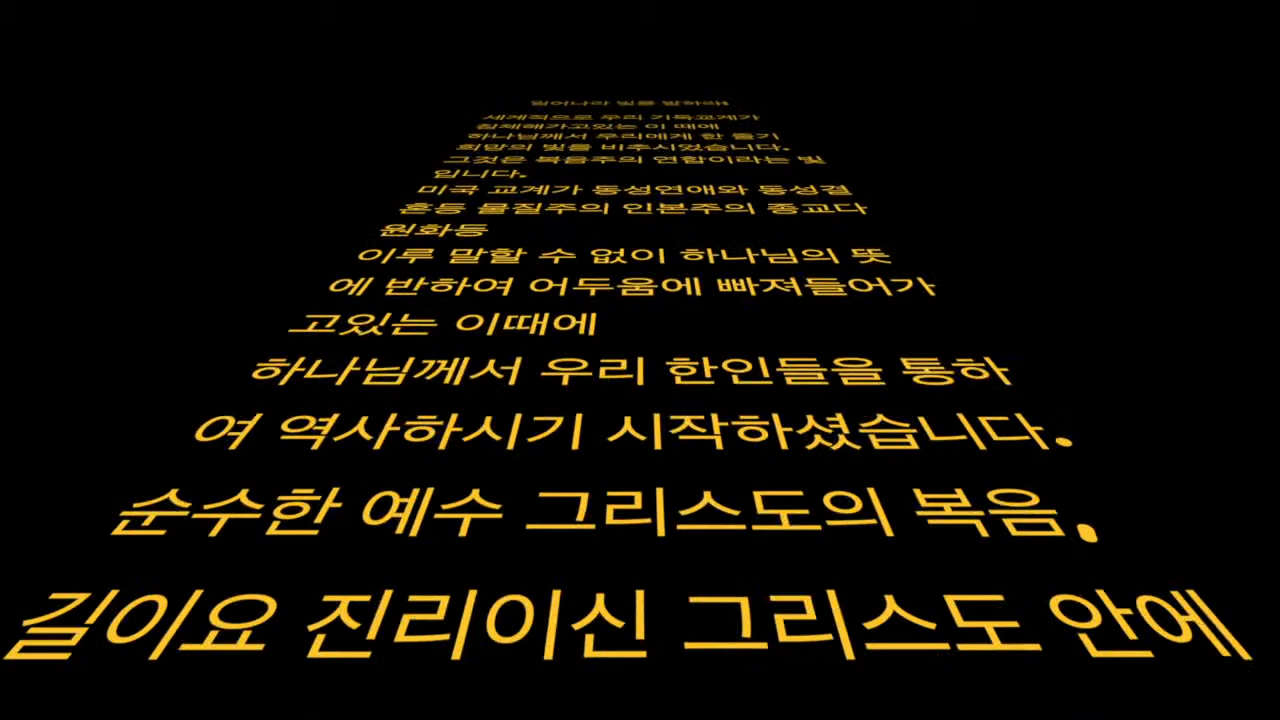 일어나라 빛을 발하라!
세계적으로 우리 기독교계가
침체해가고있는 이 때에
하나님께서 우리에게 한 줄기
희망의 빛를 비추시었습니다.
그것은 복음주의 연합이라는 빛
입니다.
미국 교계가 동성연애와 동성결
혼등 물질주의 인본주의 종교다
원화등
이루 말할 수 없이 하나님의 뜻
에 반하여 어두움에 빠져들어가
고있는 이때에
하나님께서 우리 한인들을 통하
여 역사하시기 시작하셨습니다.
순수한 예수 그리스도의 복음,
길이요 진리이신 그리스도 안에